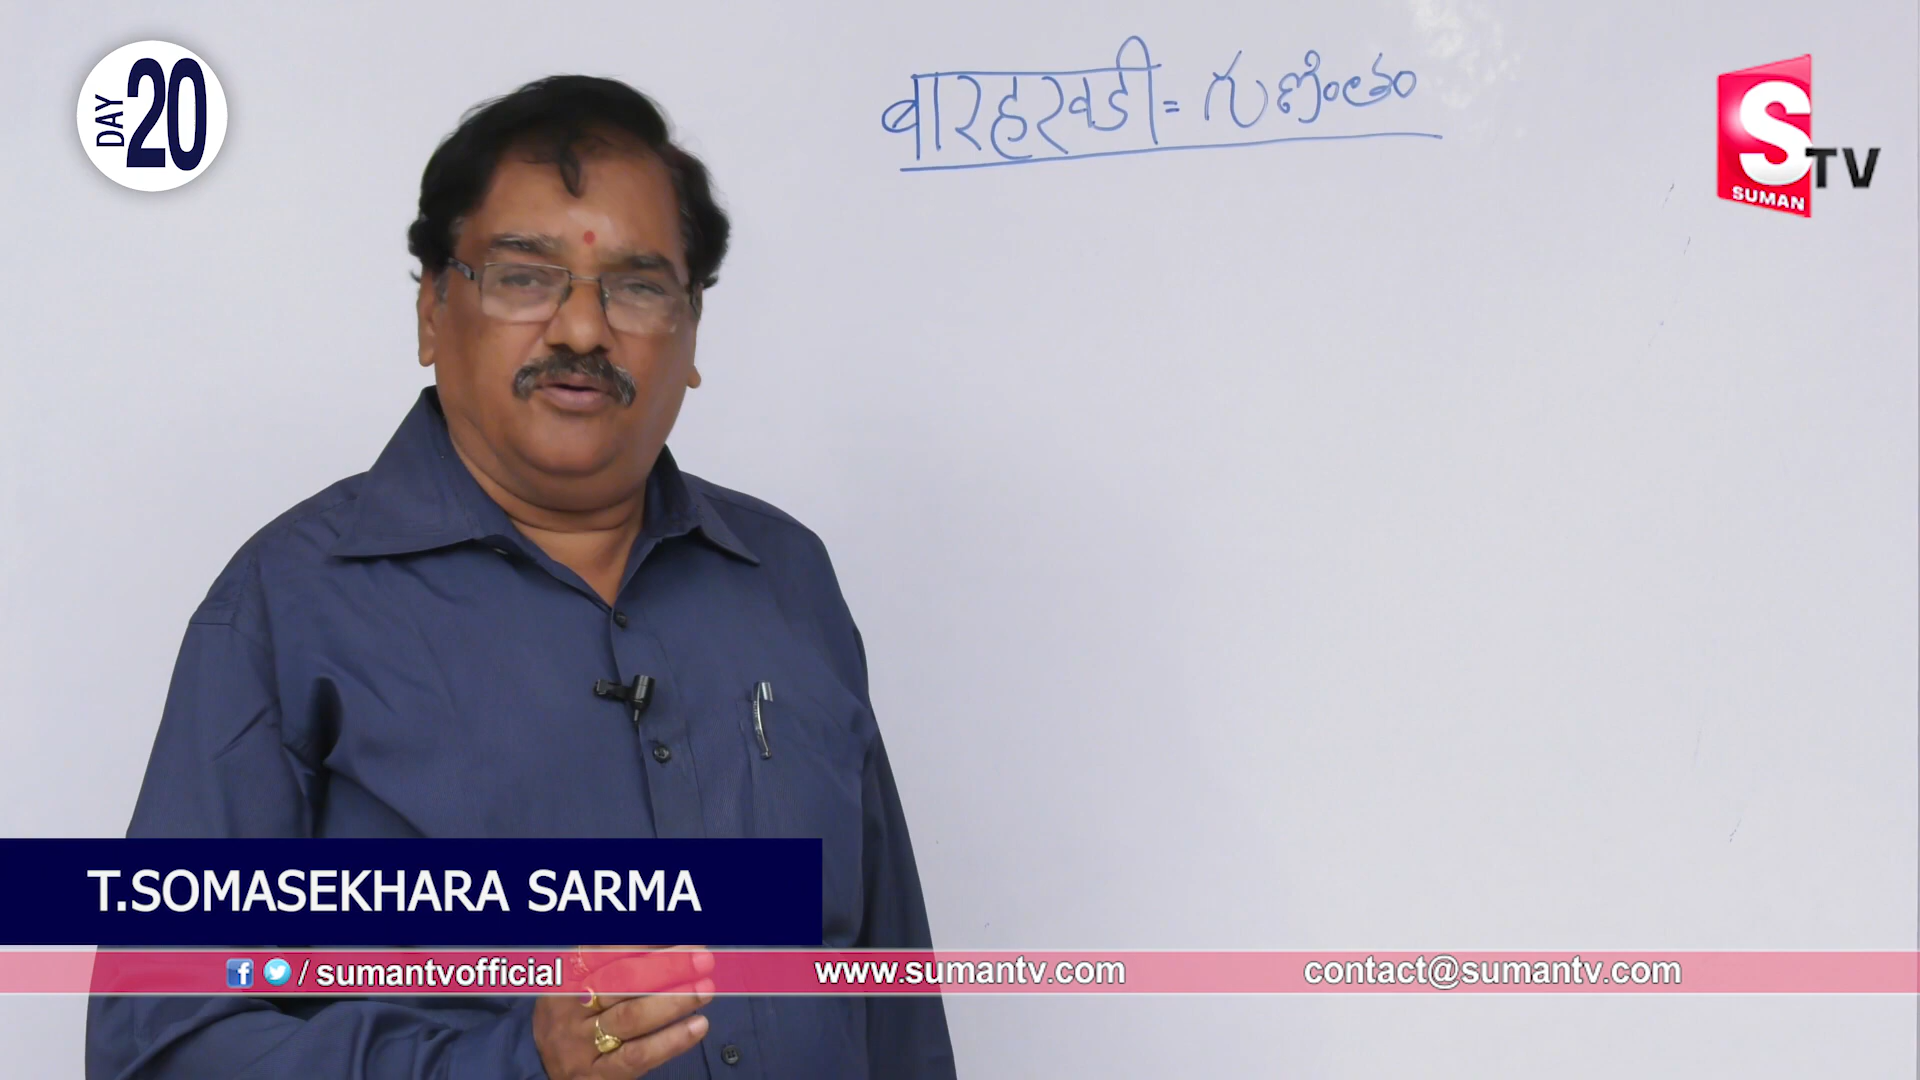 DAY 20
बारहखडी = గుణింతం
S TV
SUMAN
T.SOMASEKHARA SARMA
/ sumantvofficial
www.sumantv.com
contact@sumantv.com